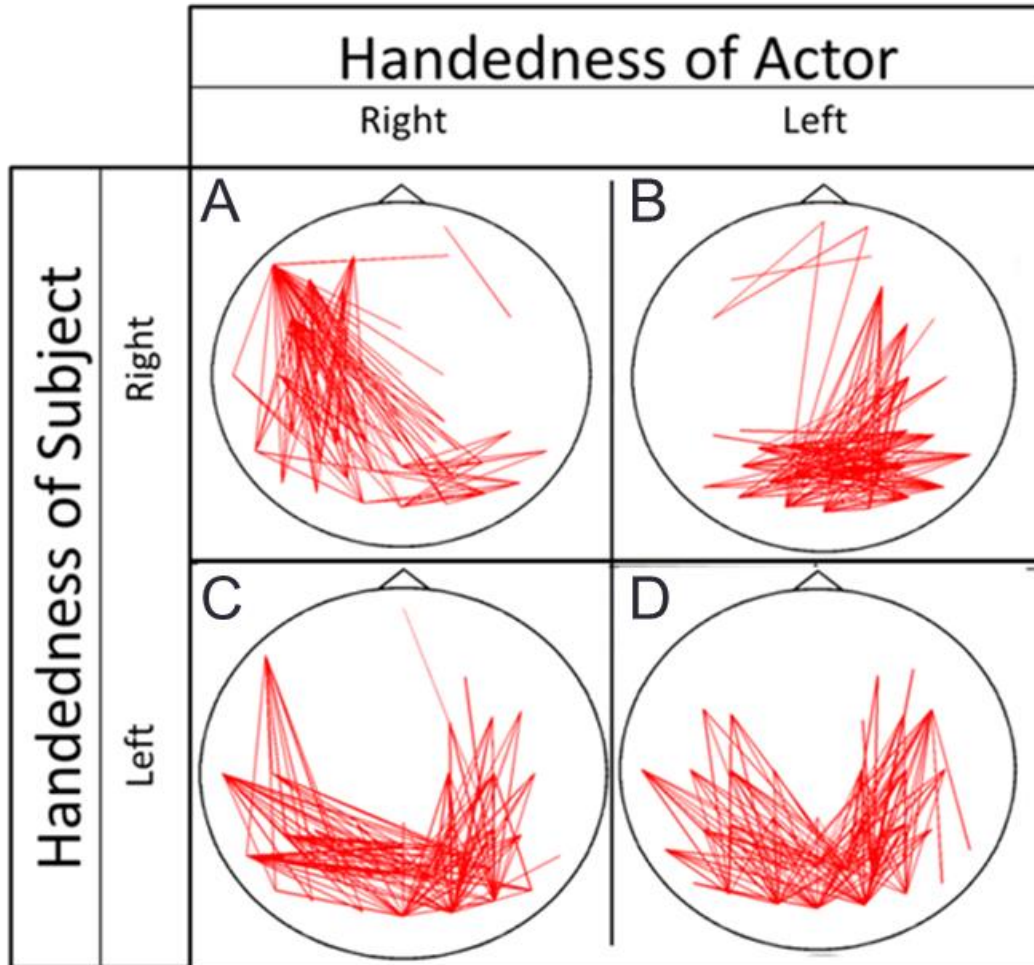 Handedness of Actor
Right
Left
Handedness of Subject
Right
A
B
Left
C
D